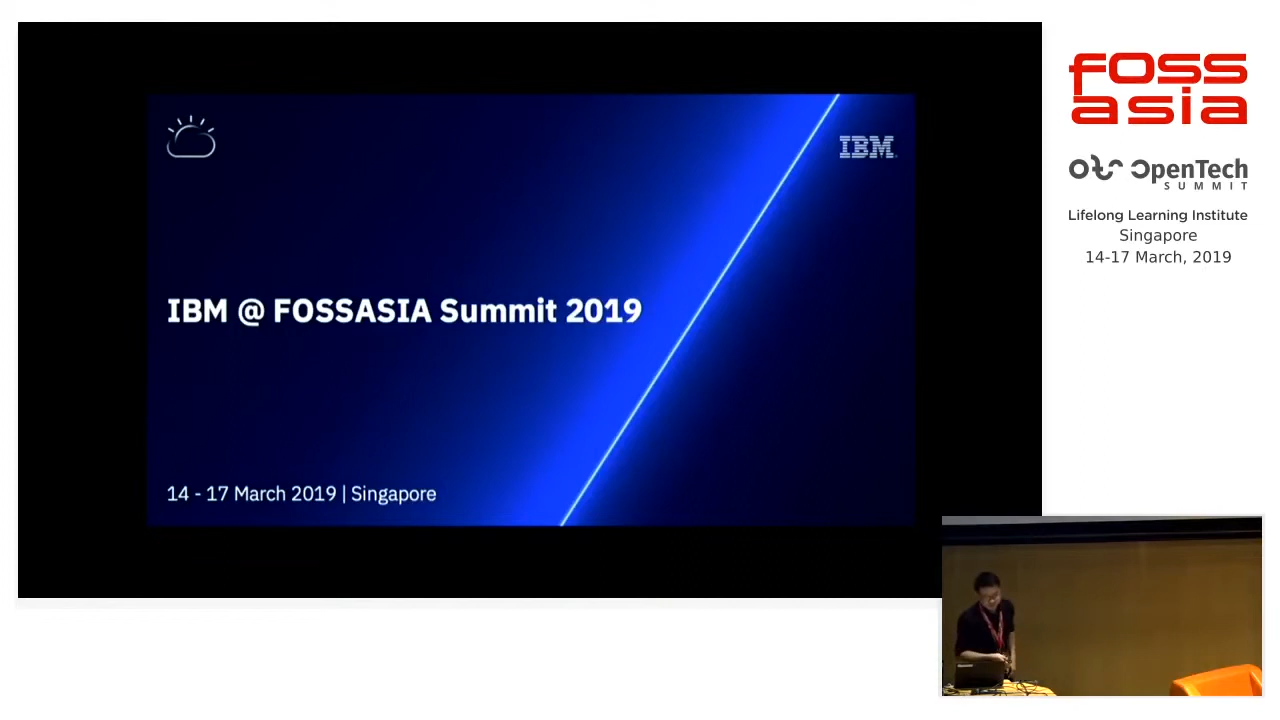 IBM
IBM @ FOSSASIA Summit 2019
14 - 17 March 2019 | Singapore
foss
asia
ots OpenTech
SUMMIT
Lifelong Learning Institute
Singapore
14-17 March, 2019